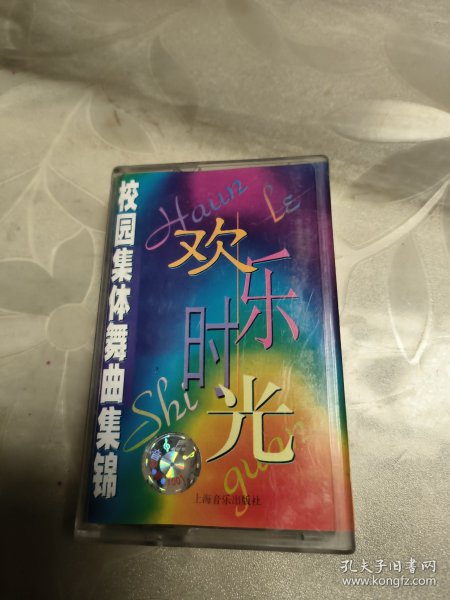 校园集体舞曲集锦
Haun Le
欢乐时光
Shi guan
上海音乐出版社
孔夫子旧书网
www.kongfz.com